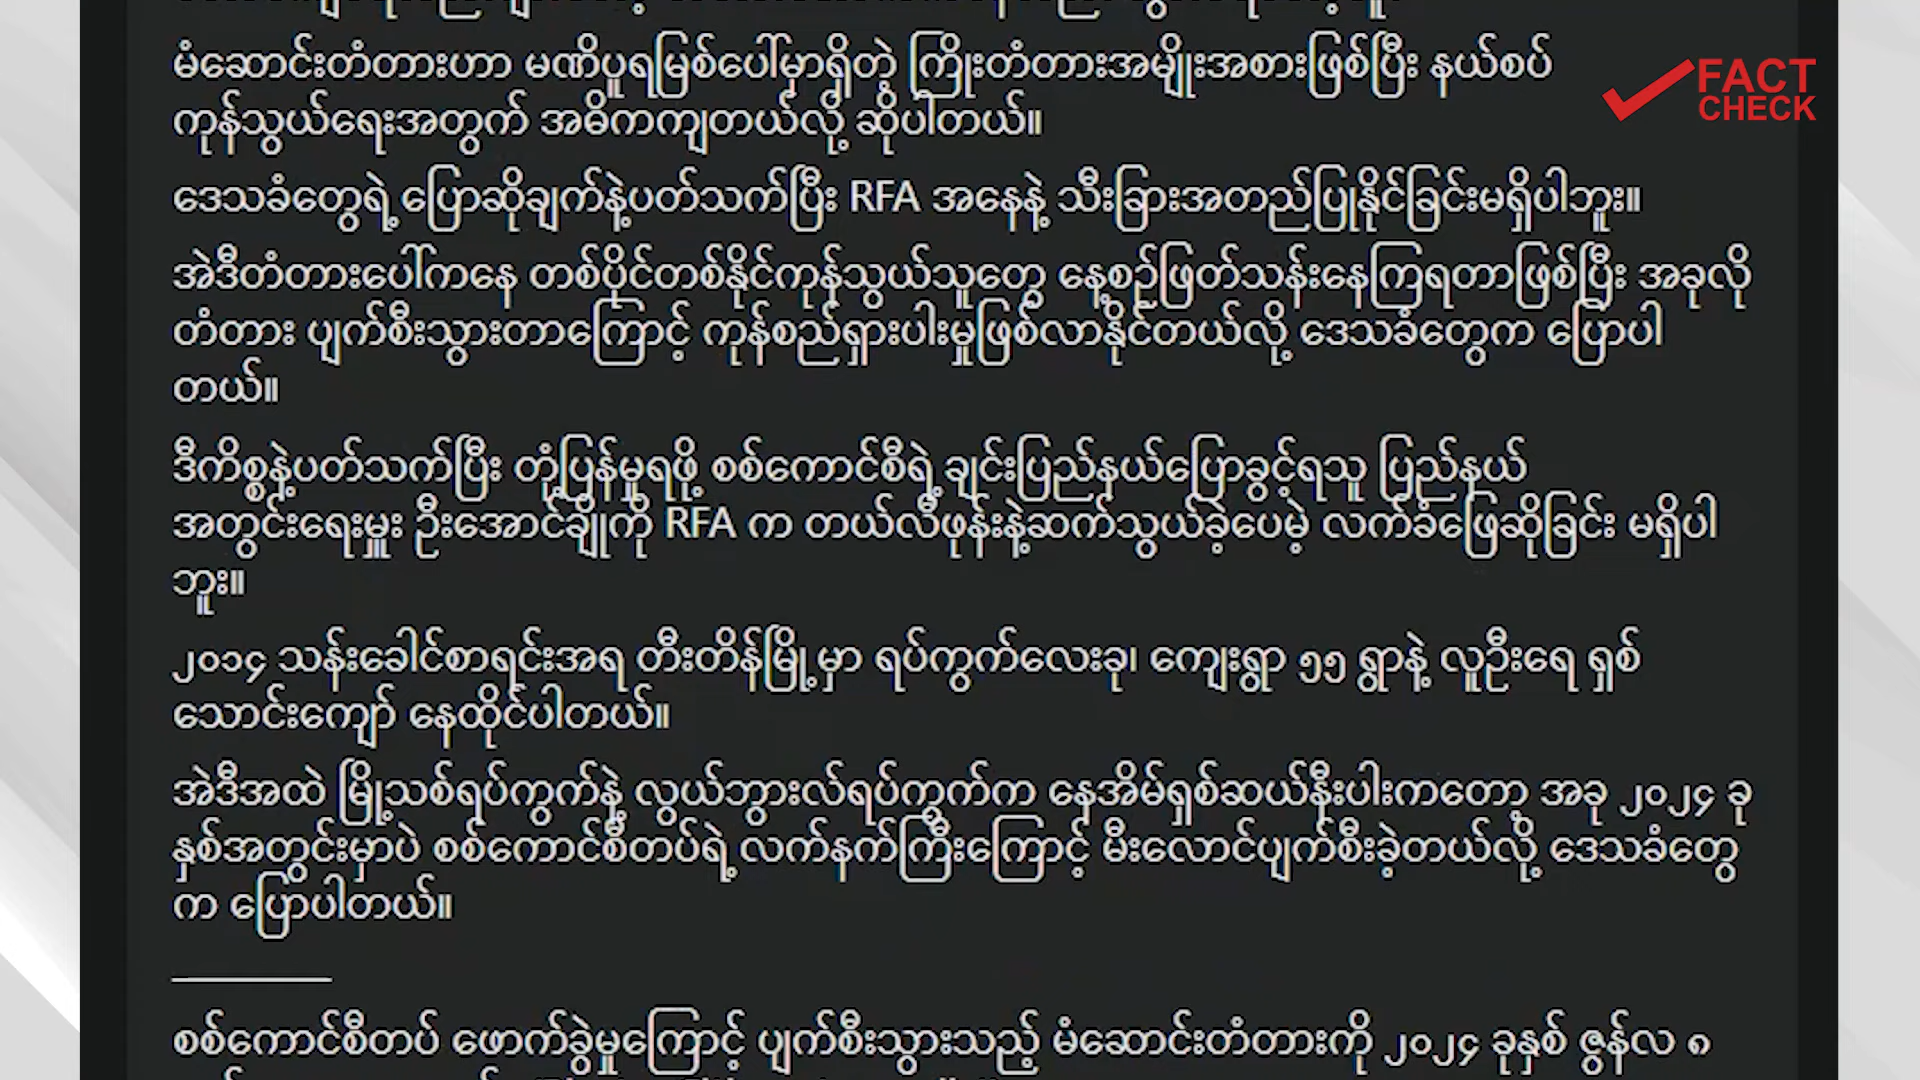 မံဆောင်းတံတားဟာ မဏိပူရမြစ်ပေါ်မှာရှိတဲ့ ကြိုးတံတားအမျိုးအစားဖြစ်ပြီး နယ်စပ်
ကုန်သွယ်ရေးအတွက် အဓိကကျတယ်လို့ ဆိုပါတယ်။
FACT
CHECK
ဒေသခံတွေရဲ့ ပြောဆိုချက်နဲ့ပတ်သက်ပြီး RFA အနေနဲ့ သီးခြားအတည်ပြုနိုင်ခြင်းမရှိပါဘူး။
အဲဒီတံတားပေါ်ကနေ တစ်ပိုင်တစ်နိုင်ကုန်သွယ်သူတွေ နေ့စဉ်ဖြတ်သန်းနေကြရတာဖြစ်ပြီး အခုလို
တံတား ပျက်စီးသွားတာကြောင့် ကုန်စည်ရှားပါးမှုဖြစ်လာနိုင်တယ်လို့ ဒေသခံတွေက ပြောပါ
တယ်။
ဒီကိစ္စနဲ့ပတ်သက်ပြီး တုံ့ပြန်မှုရဖို့ စစ်ကောင်စီရဲ့ ချင်းပြည်နယ်ပြောခွင့်ရသူ ပြည်နယ်
အတွင်းရေးမှူး ဦးအောင်ချိုကို RFA က တယ်လီဖုန်းနဲ့ဆက်သွယ်ခဲ့ပေမဲ့ လက်ခံဖြေဆိုခြင်း မရှိပါ
ဘူး။
၂၀၁၄ သန်းခေါင်စာရင်းအရ တီးတိန်မြို့မှာ ရပ်ကွက်လေးခု၊ ကျေးရွာ ၅၅ ရွာနဲ့ လူဦးရေ ရှစ်
သောင်းကျော် နေထိုင်ပါတယ်။
အဲဒီအထဲ မြို့သစ်ရပ်ကွက်နဲ့ လွယ်ဘွားလ်ရပ်ကွက်က နေအိမ်ရှစ်ဆယ်နီးပါးကတော့ အခု ၂၀၂၄ ခု
နှစ်အတွင်းမှာပဲ စစ်ကောင်စီတပ်ရဲ့ လက်နက်ကြီးကြောင့် မီးလောင်ပျက်စီးခဲ့တယ်လို့ ဒေသခံတွေ
က ပြောပါတယ်။
စစ်ကောင်စီတပ် ဖောက်ခွဲမှုကြောင့် ပျက်စီးသွားသည့် မံဆောင်းတံတားကို ၂၀၂၄ ခုနှစ် ဇွန်လ ၈